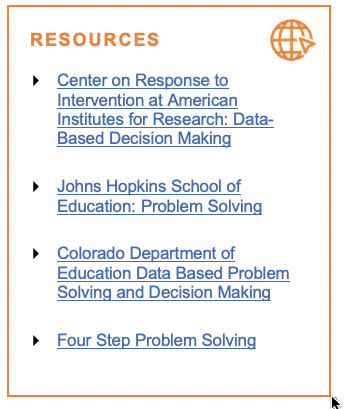 RESOURCES
Center on Response to
Intervention at American
Institutes for Research: Data-
Based Decision Making
Johns Hopkins School of
Education: Problem Solving
Colorado Department of
Education Data Based Problem
Solving and Decision Making
Four Step Problem Solving